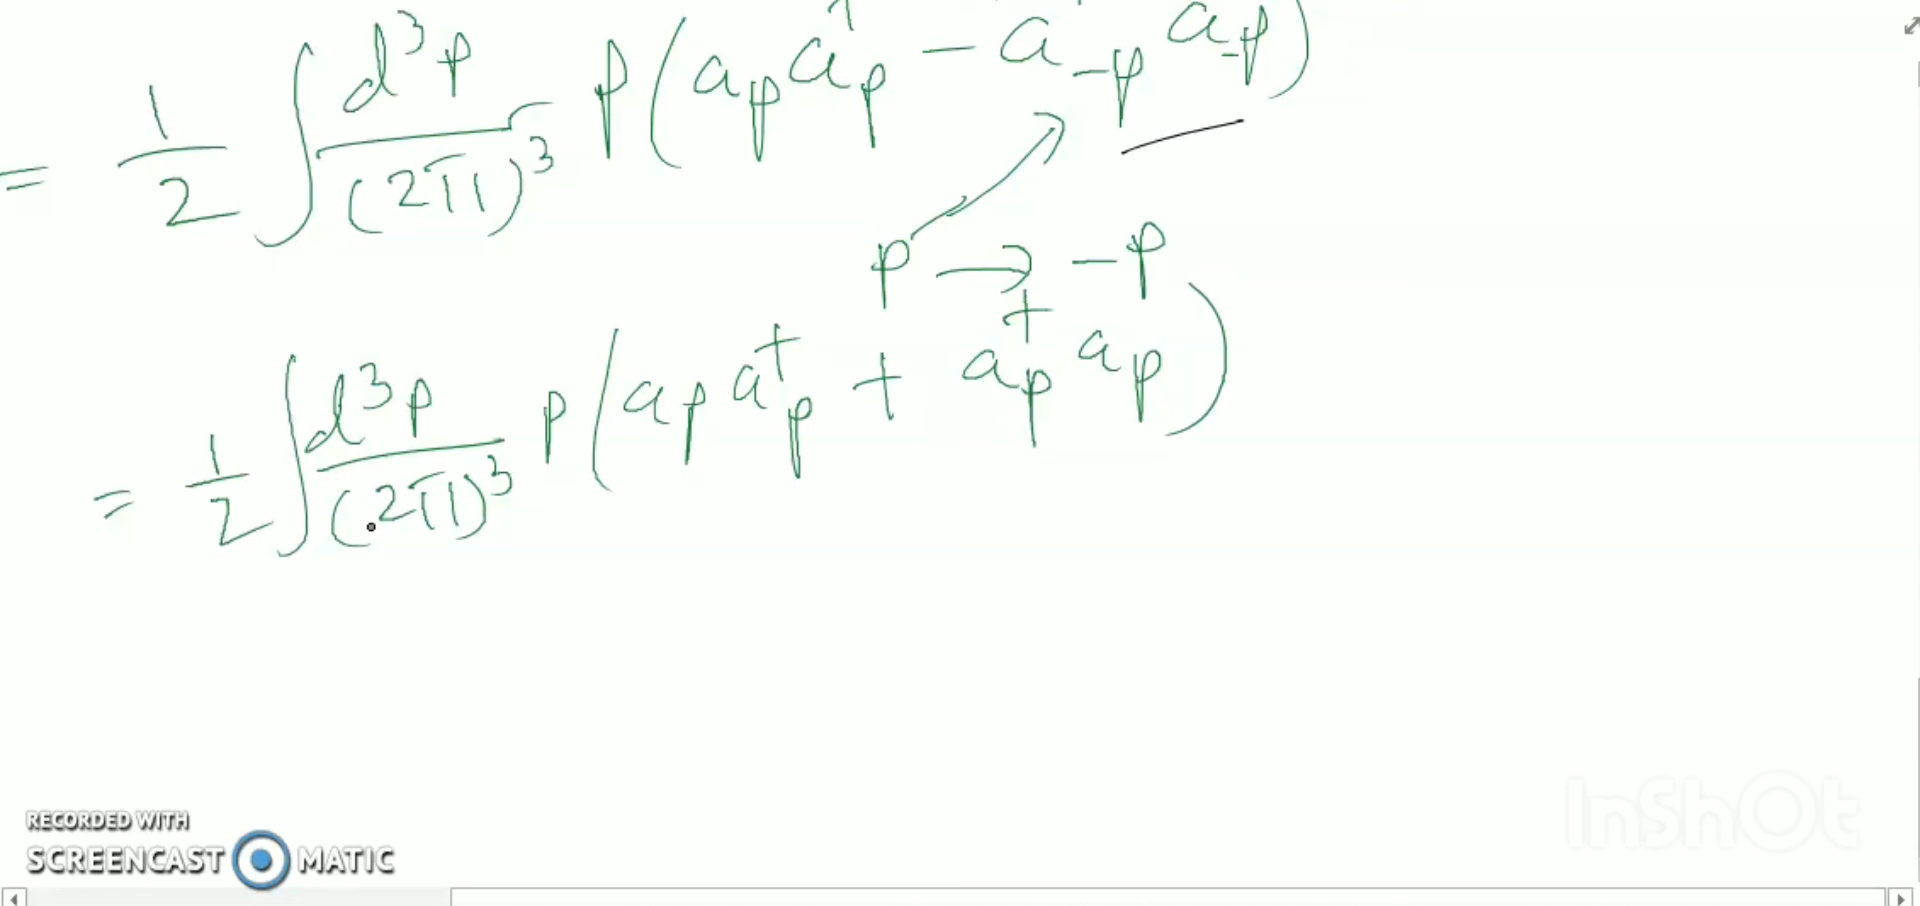 = 1/2 ∫ d³p/(2π)³ p(a_p a†_p − a†_-p a_-p)
p → −p
= 1/2 ∫ d³p/(2π)³ p(a_p a†_p + a†_p a_p)
InShOt
RECORDED WITH
SCREENCAST MATIC